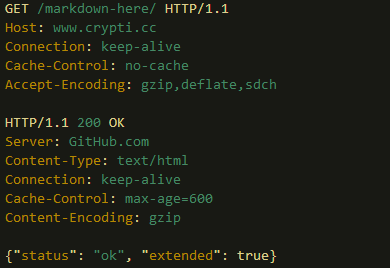 GET /markdown-here/ HTTP/1.1
Host: www.crypti.cc
Connection: keep-alive
Cache-Control: no-cache
Accept-Encoding: gzip,deflate,sdch

HTTP/1.1 200 OK
Server: GitHub.com
Content-Type: text/html
Connection: keep-alive
Cache-Control: max-age=600
Content-Encoding: gzip

{"status": "ok", "extended": true}